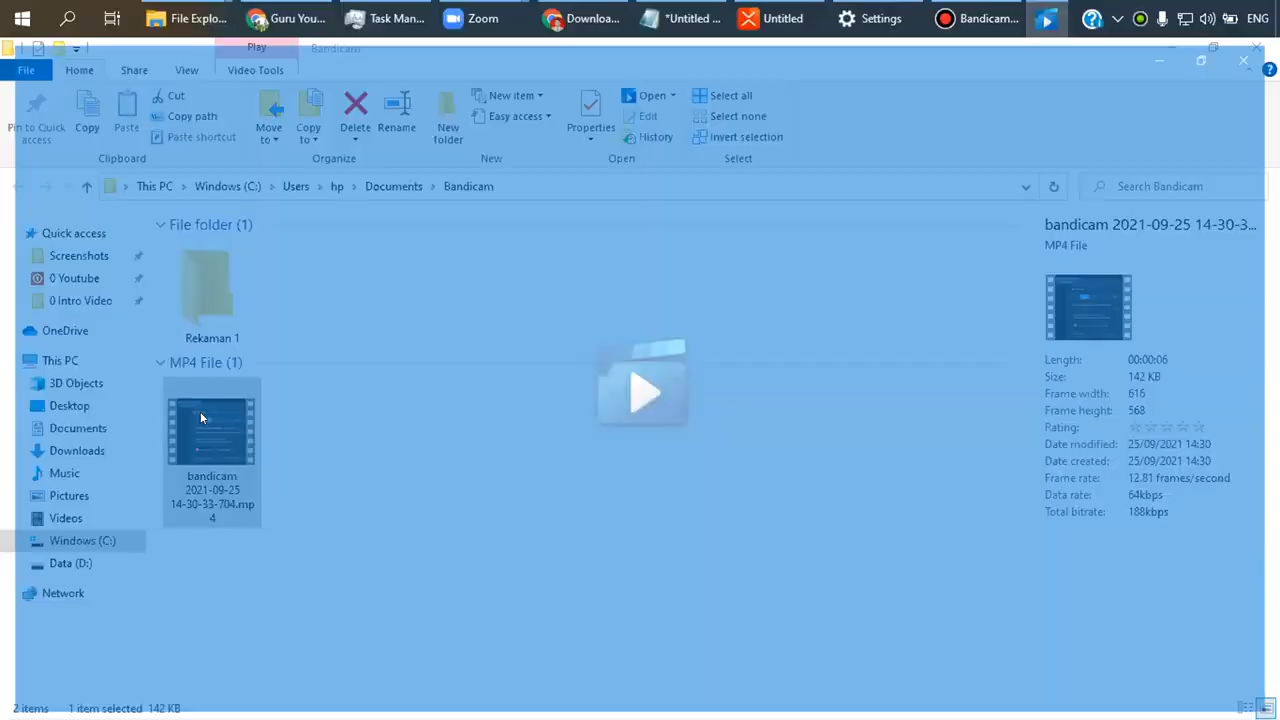 File Explo...
Guru You...
Task Man...
Zoom
Downloa...
*Untitled ...
Untitled
Settings
Bandicam...
ENG
Play
Bandicam
File
Home
Share
View
Video Tools
Pin to Quick access
Copy
Paste
Cut
Copy path
Paste shortcut
Clipboard
Move to
Copy to
Delete
Rename
Organize
New folder
New item
Easy access
New
Properties
Open
Edit
History
Open
Select all
Select none
Invert selection
Select
This PC > Windows (C:) > Users > hp > Documents > Bandicam
Search Bandicam
Quick access
Screenshots
0 Youtube
0 Intro Video
OneDrive
This PC
3D Objects
Desktop
Documents
Downloads
Music
Pictures
Videos
Windows (C:)
Data (D:)
Network
File folder (1)
Rekaman 1
MP4 File (1)
bandicam
2021-09-25
14-30-33-704.mp
4
bandicam 2021-09-25 14-30-3...
MP4 File
Length: 00:00:06
Size: 142 KB
Frame width: 616
Frame height: 568
Rating:
Date modified: 25/09/2021 14:30
Date created: 25/09/2021 14:30
Frame rate: 12.81 frames/second
Data rate: 64kbps
Total bitrate: 188kbps
2 items
1 item selected 142 KB